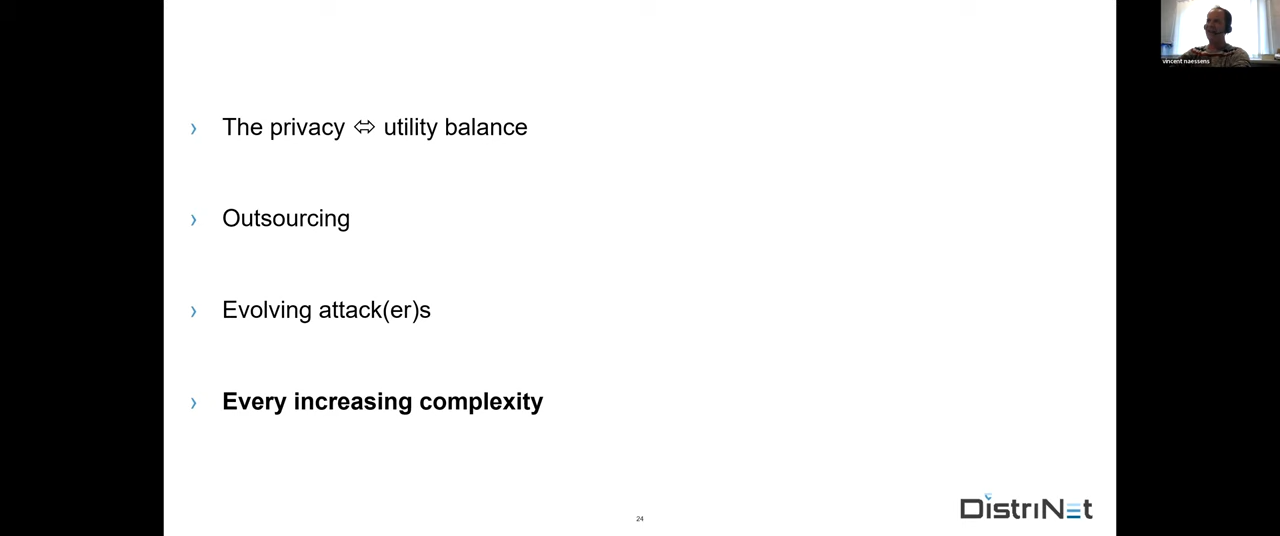 vincent naessens
The privacy ⇔ utility balance
Outsourcing
Evolving attack(er)s
Every increasing complexity
24
DistriNet